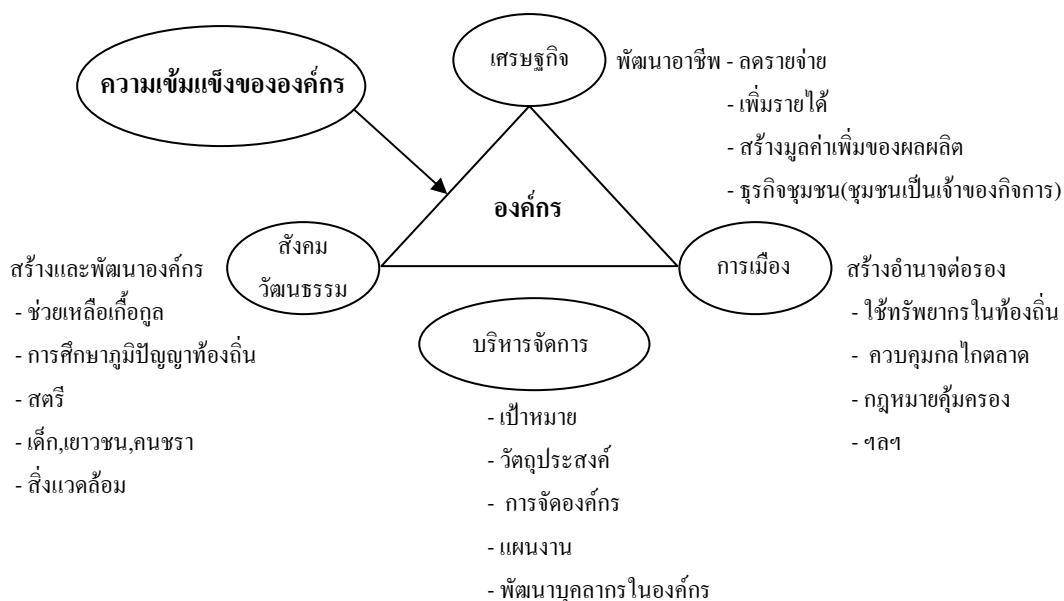 ความเข้มแข็งขององค์กร
เศรษฐกิจ
พัฒนาอาชีพ - ลดรายจ่าย
- เพิ่มรายได้
- สร้างมูลค่าเพิ่มของผลผลิต
- ธุรกิจชุมชน(ชุมชนเป็นเจ้าของกิจการ)
องค์กร
สังคม
วัฒนธรรม
สร้างและพัฒนาองค์กร
- ช่วยเหลือเกื้อกูล
- การศึกษาภูมิปัญญาท้องถิ่น
- สตรี
- เด็ก,เยาวชน,คนชรา
- สิ่งแวดล้อม
การเมือง
สร้างอำนาจต่อรอง
- ใช้ทรัพยากรในท้องถิ่น
- ควบคุมกลไกตลาด
- กฎหมายคุ้มครอง
- ฯลฯ
บริหารจัดการ
- เป้าหมาย
- วัตถุประสงค์
- การจัดองค์กร
- แผนงาน
- พัฒนาบุคลากรในองค์กร